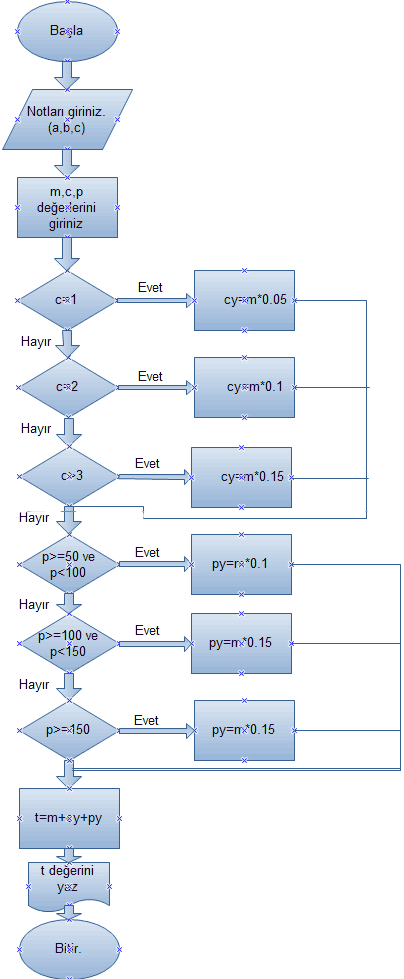 Başla
Notları giriniz.
(a,b,c)
m,c,p
değerlerini
giriniz
c=1
Evet
cy=m*0.05
Hayır
c=2
Evet
cy=m*0.1
Hayır
c>3
Evet
cy=m*0.15
Hayır
p>=50 ve
p<100
Evet
py=m*0.1
Hayır
p>=100 ve
p<150
Evet
py=m*0.15
Hayır
p>=150
Evet
py=m*0.15
t=m+cy+py
t değerini
yaz
Bitir.